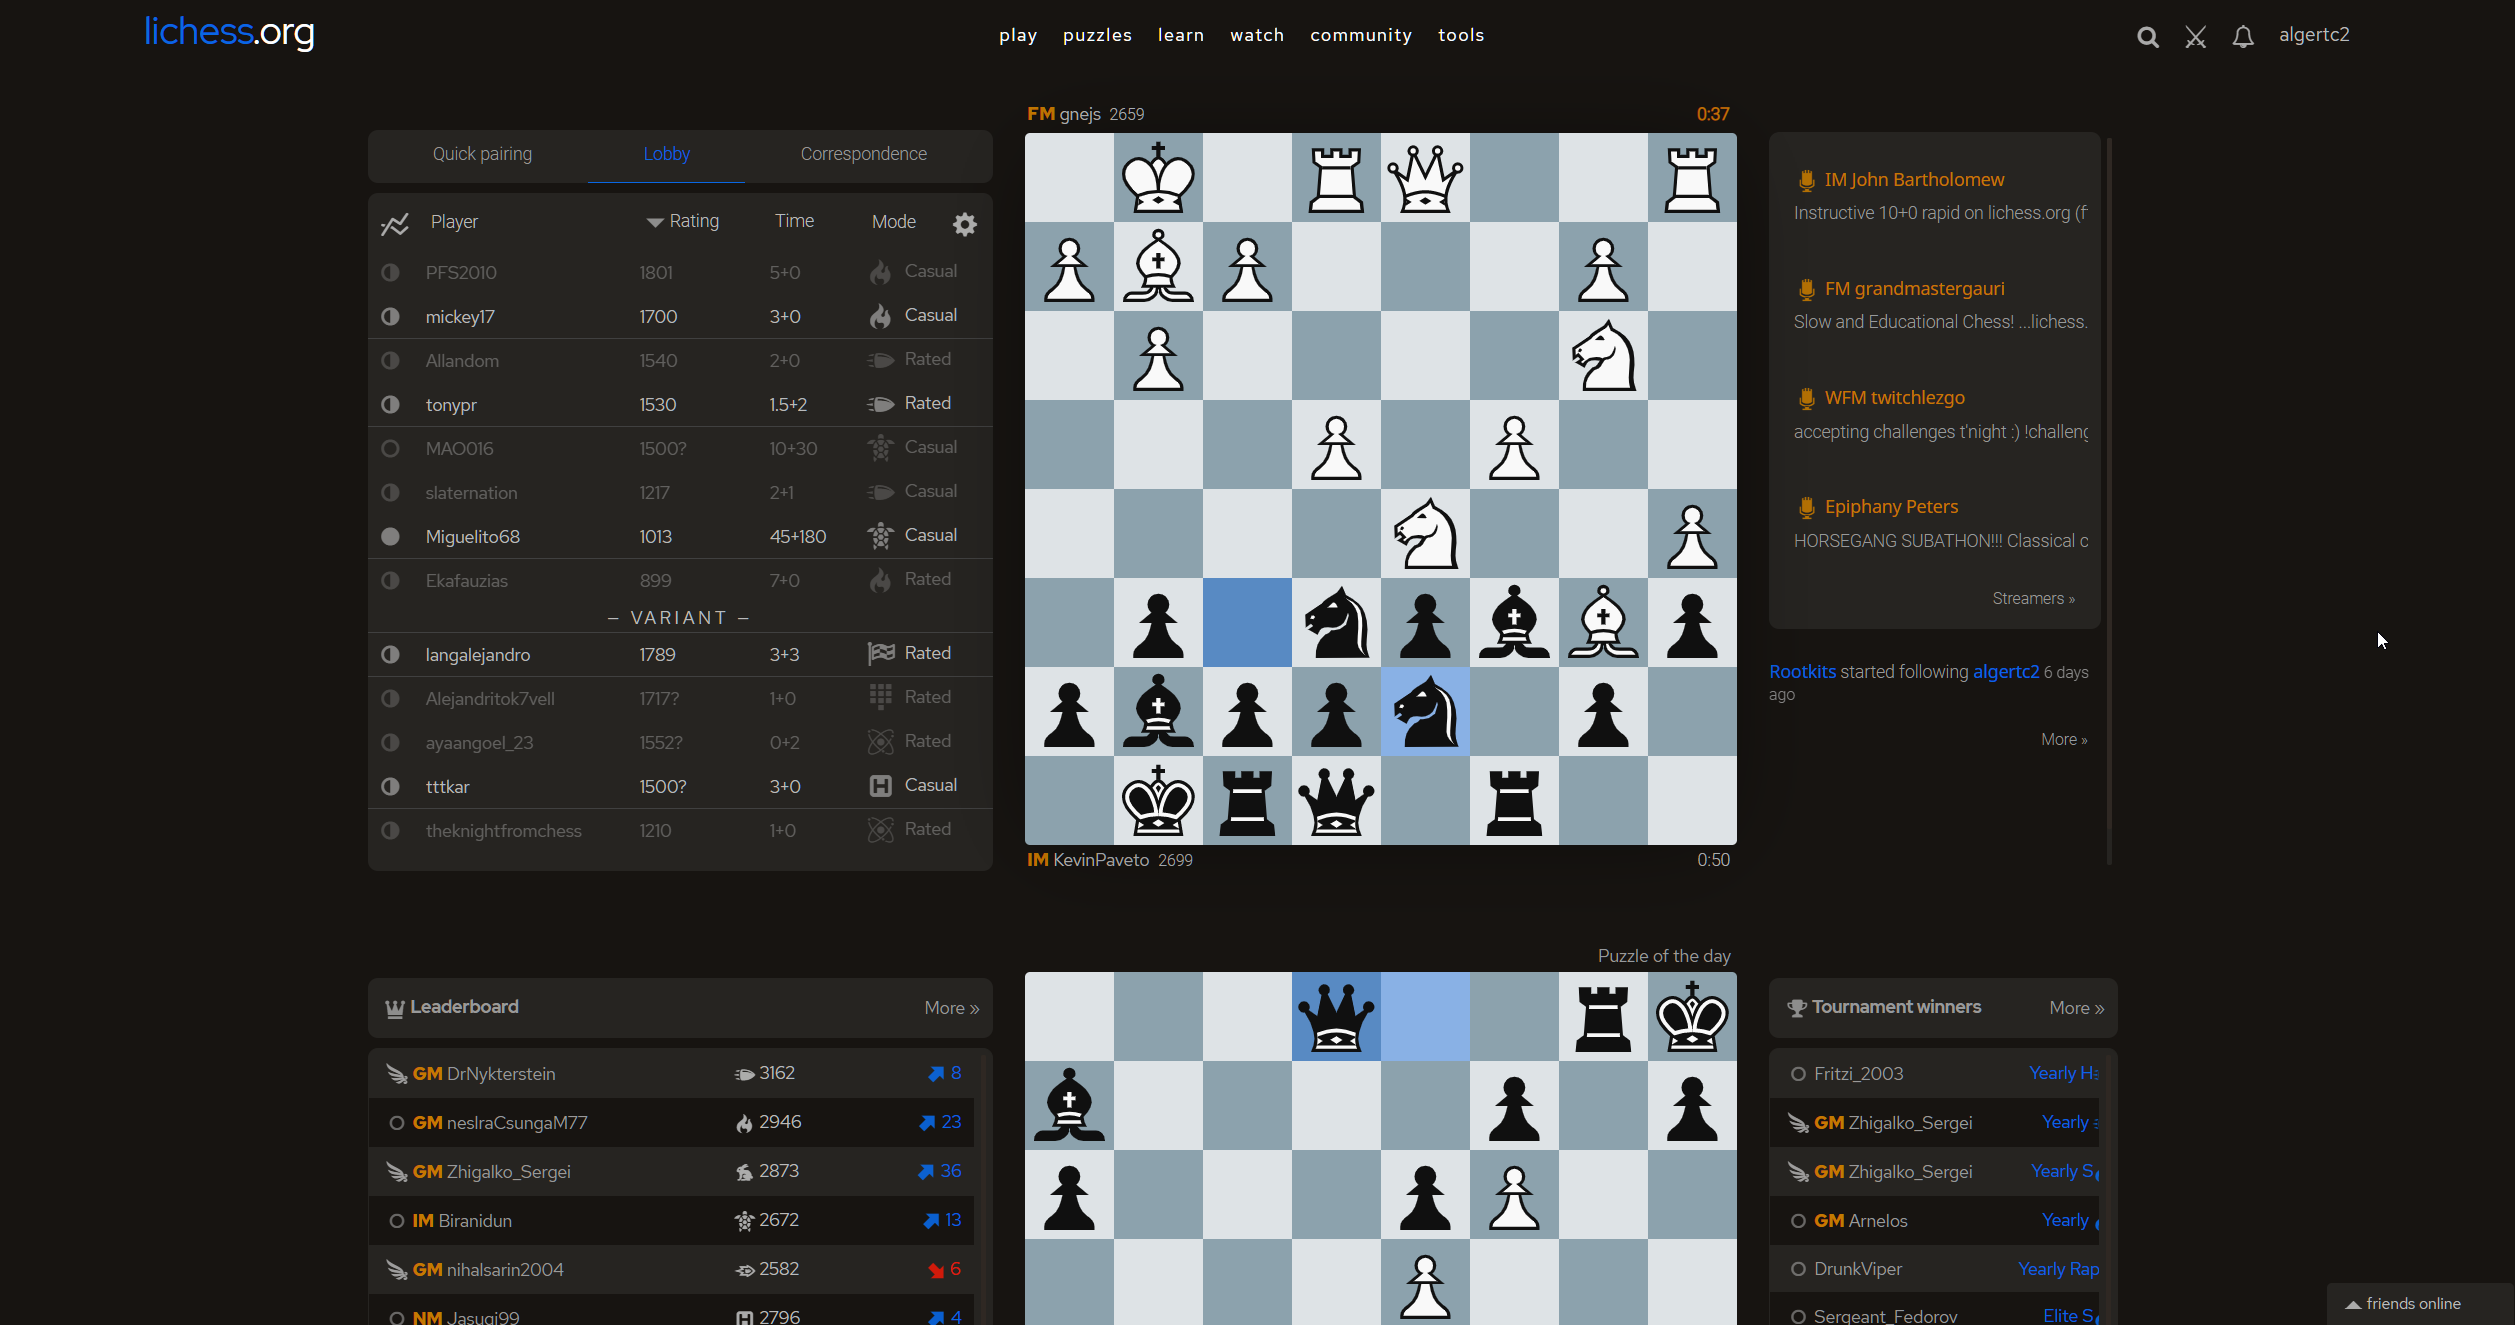 lichess.org
play puzzles learn watch community tools
algertc2
Quick pairing Lobby Correspondence
Player Rating Time Mode
PFS2010 1801 5+0 Casual
mickey17 1700 3+0 Casual
Allandom 1540 2+0 Rated
tonypr 1530 1.5+2 Rated
MAO016 1500? 10+30 Casual
slaternation 1217 2+1 Casual
Miguelito68 1013 45+180 Casual
Ekafauzias 899 7+0 Rated
– VARIANT –
langalejandro 1789 3+3 Rated
Alejandritok7vell 1717? 1+0 Rated
ayaangoel_23 1552? 0+2 Rated
tttkar 1500? 3+0 Casual
theknightfromchess 1210 1+0 Rated
FM gnejs 2659 0:37
IM KevinPaveto 2699 0:50
IM John Bartholomew
Instructive 10+0 rapid on lichess.org (f
FM grandmastergauri
Slow and Educational Chess! ...lichess.
WFM twitchlezgo
accepting challenges t'night :) !challeng
Epiphany Peters
HORSEGANG SUBATHON!!! Classical c
Streamers »
Rootkits started following algertc2 6 days
ago
More »
Leaderboard More »
GM DrNykterstein 3162 8
GM neslraCsungaM77 2946 23
GM Zhigalko_Sergei 2873 36
IM Biranidun 2672 13
GM nihalsarin2004 2582 6
NM Jasugi99 2796 4
Puzzle of the day
Tournament winners More »
Fritzi_2003 Yearly H
GM Zhigalko_Sergei Yearly
GM Zhigalko_Sergei Yearly S
GM Arnelos Yearly
DrunkViper Yearly Rap
Sergeant_Fedorov Elite S
friends online